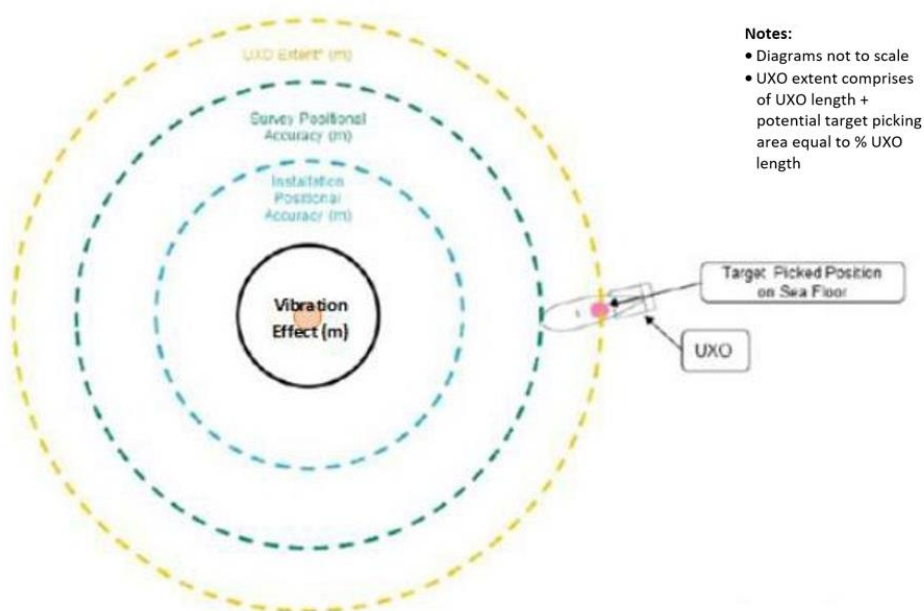 Notes:
• Diagrams not to scale
• UXO extent comprises
of UXO length +
potential target picking
area equal to % UXO
length
UXO Extent* (m)
Survey Positional
Accuracy (m)
Installation
Positional
Accuracy (m)
Vibration
Effect (m)
Target Picked Position
on Sea Floor
UXO